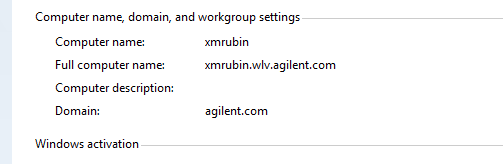 Computer name, domain, and workgroup settings
Computer name: xmrubin
Full computer name: xmrubin.wlv.agilent.com
Computer description:
Domain: agilent.com
Windows activation